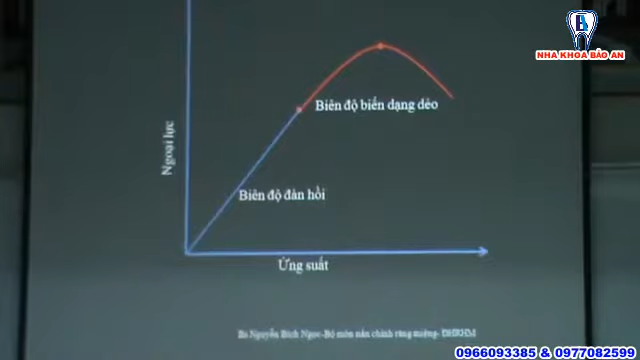 NHA KHOA BẢO AN
Biên độ biến dạng dẻo
Ngoại lực
Biên độ đàn hồi
Ứng suất
Bs Nguyễn Bích Ngọc-Bộ môn nắn chỉnh răng miệng- ĐHRHM
0966093385 & 0977082599